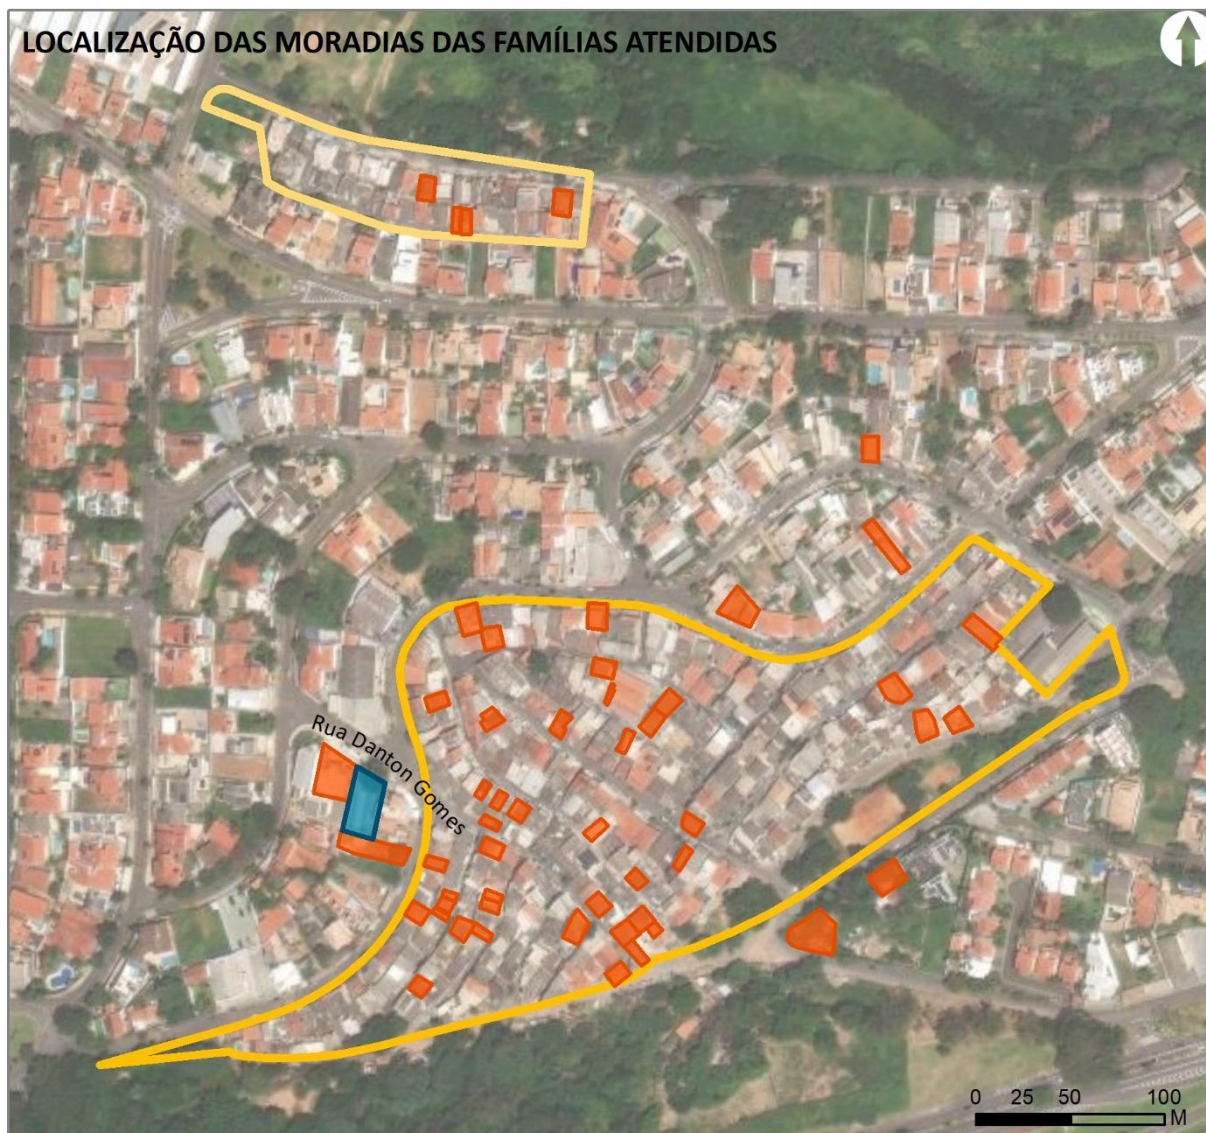 LOCALIZAÇÃO DAS MORADIAS DAS FAMÍLIAS ATENDIDAS
Rua Danton Gomes
0 25 50 100
M